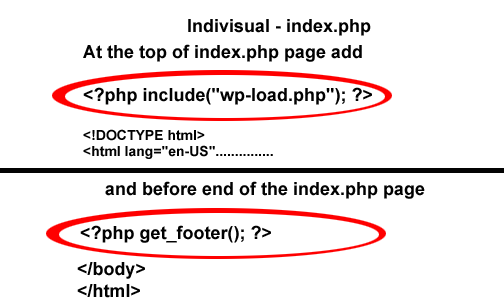 Indivisual - index.php
At the top of index.php page add
<?php include("wp-load.php"); ?>
<!DOCTYPE html>
<html lang="en-US"...............
and before end of the index.php page
<?php get_footer(); ?>
</body>
</html>